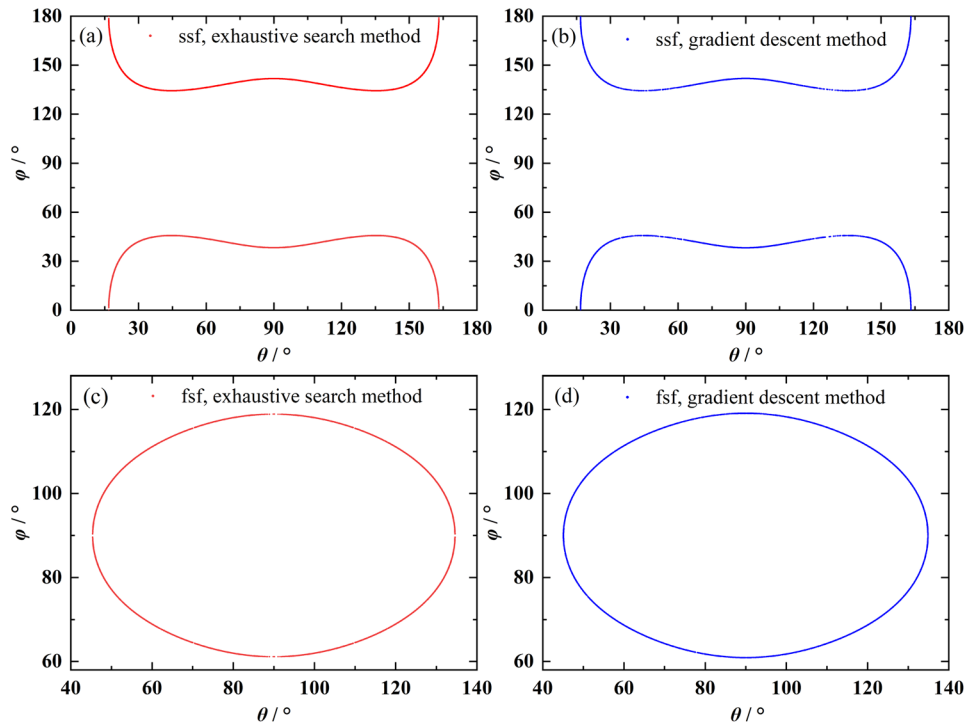 (a) ssf, exhaustive search method
180
150
120
90
60
30
0
φ / °
0 30 60 90 120 150 180
θ / °
(b) ssf, gradient descent method
180
150
120
90
60
30
0
φ / °
0 30 60 90 120 150 180
θ / °
(c) fsf, exhaustive search method
120
100
80
60
φ / °
40 60 80 100 120 140
θ / °
(d) fsf, gradient descent method
120
100
80
60
φ / °
40 60 80 100 120 140
θ / °